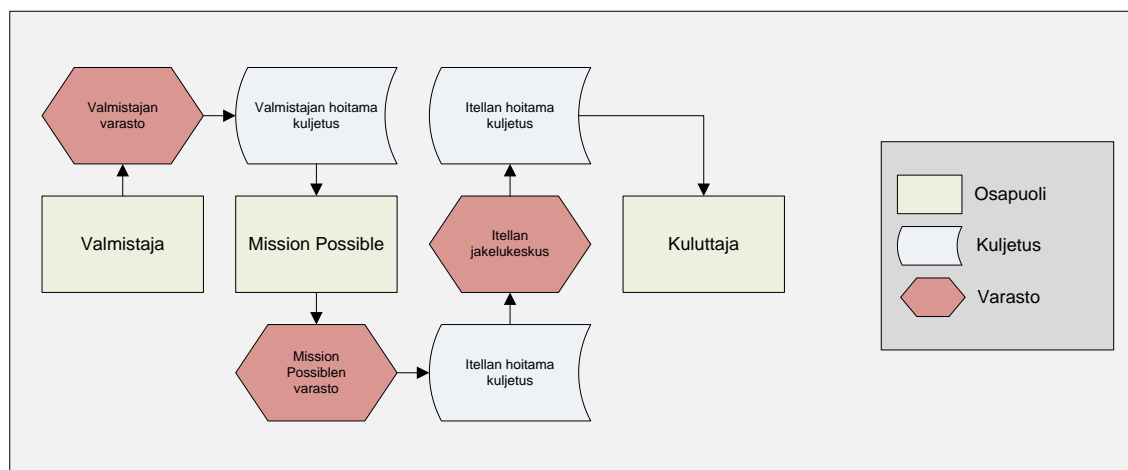 Valmistajan
varasto
Valmistajan hoitama
kuljetus
Itellan hoitama
kuljetus
Valmistaja
Mission Possible
Itellan
jakelukeskus
Kuluttaja
Mission
Possiblen
varasto
Itellan hoitama
kuljetus
Osapuoli
Kuljetus
Varasto